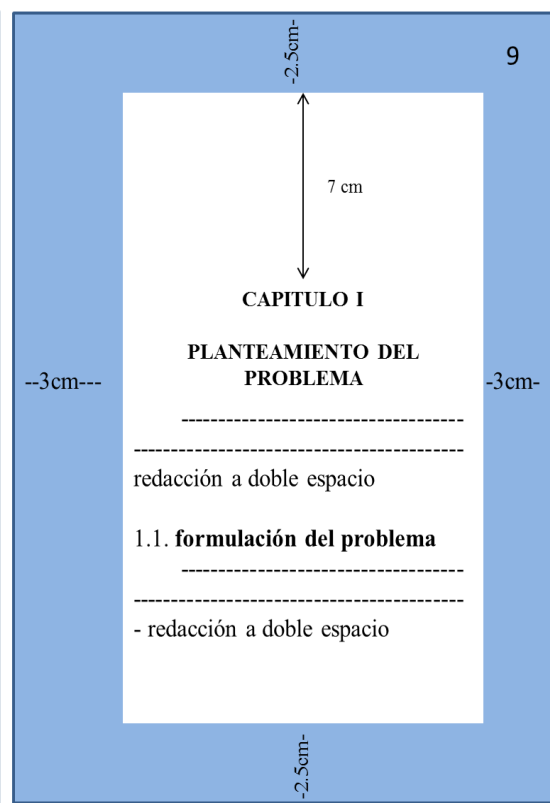 -2.5cm-
9
7 cm
CAPITULO I
PLANTEAMIENTO DEL
PROBLEMA
--3cm---
-3cm-
--------------------------------------
--------------------------------------------
redacción a doble espacio
1.1. formulación del problema
--------------------------------------
--------------------------------------------
- redacción a doble espacio
-2.5cm-